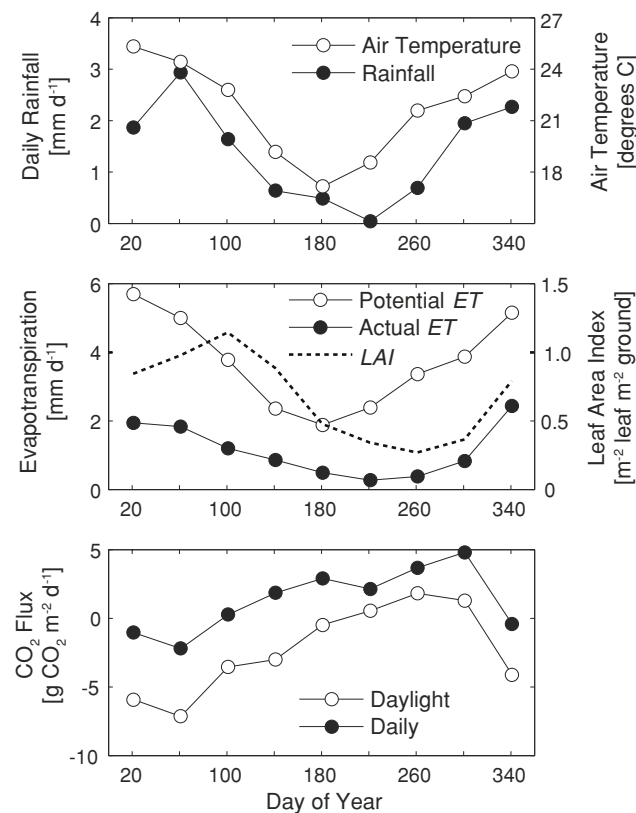 Daily Rainfall
[mm d⁻¹]
4
3
2
1
0
Air Temperature
Rainfall
27
24
21
18
Air Temperature
[degrees C]
20 100 180 260 340
Evapotranspiration
[mm d⁻¹]
6
4
2
0
Potential ET
Actual ET
LAI
1.5
1.0
0.5
0
Leaf Area Index
[m⁻² leaf m⁻² ground]
20 100 180 260 340
CO₂ Flux
[g CO₂ m⁻² d⁻¹]
5
0
-5
-10
Daylight
Daily
20 100 180 260 340
Day of Year